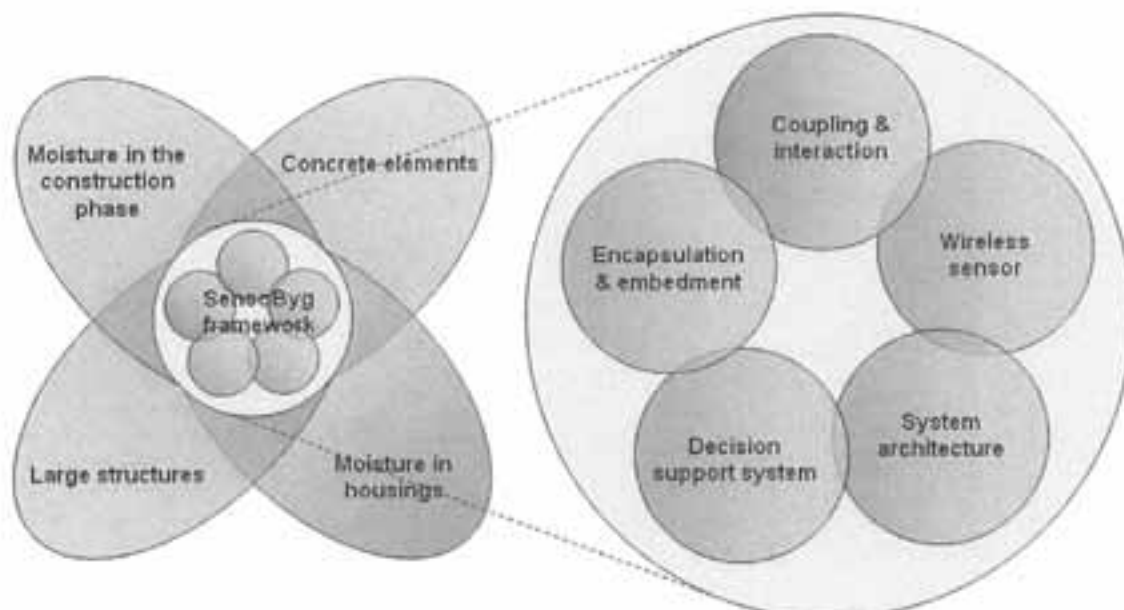 Moisture in the
construction
phase
Concrete elements
SensoByg
framework
Large structures
Moisture in
housings
Coupling &
interaction
Encapsulation
& embedment
Wireless
sensor
Decision
support system
System
architecture